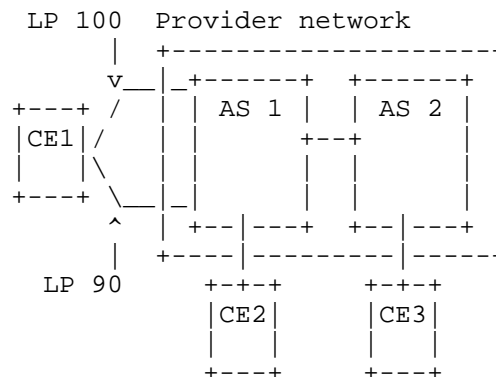 LP 100 Provider network
AS 1 AS 2
CE1
LP 90
CE2 CE3